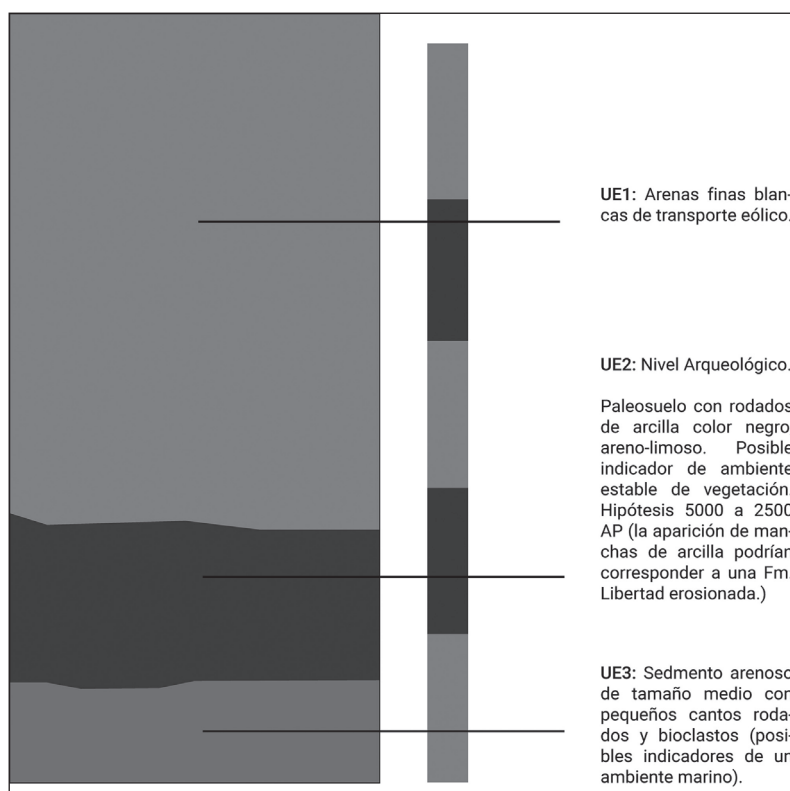 UE1: Arenas finas blan-
cas de transporte eólico.
UE2: Nivel Arqueológico.
Paleosuelo con rodados
de arcilla color negro
areno-limoso. Posible
indicador de ambiente
estable de vegetación.
Hipótesis 5000 a 2500
AP (la aparición de man-
chas de arcilla podrían
corresponder a una Fm.
Libertad erosionada.)
UE3: Sedmento arenoso
de tamaño medio con
pequeños cantos roda-
dos y bioclastos (posi-
bles indicadores de un
ambiente marino).